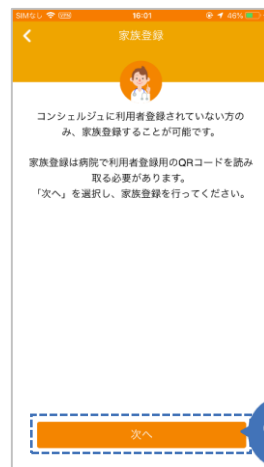 SIMなし 16:01 46%
家族登録
コンシェルジュに利用者登録されていない方の
み、家族登録することが可能です。
家族登録は病院で利用者登録用のQRコードを読み
取る必要があります。
「次へ」を選択し、家族登録を行ってください。
次へ